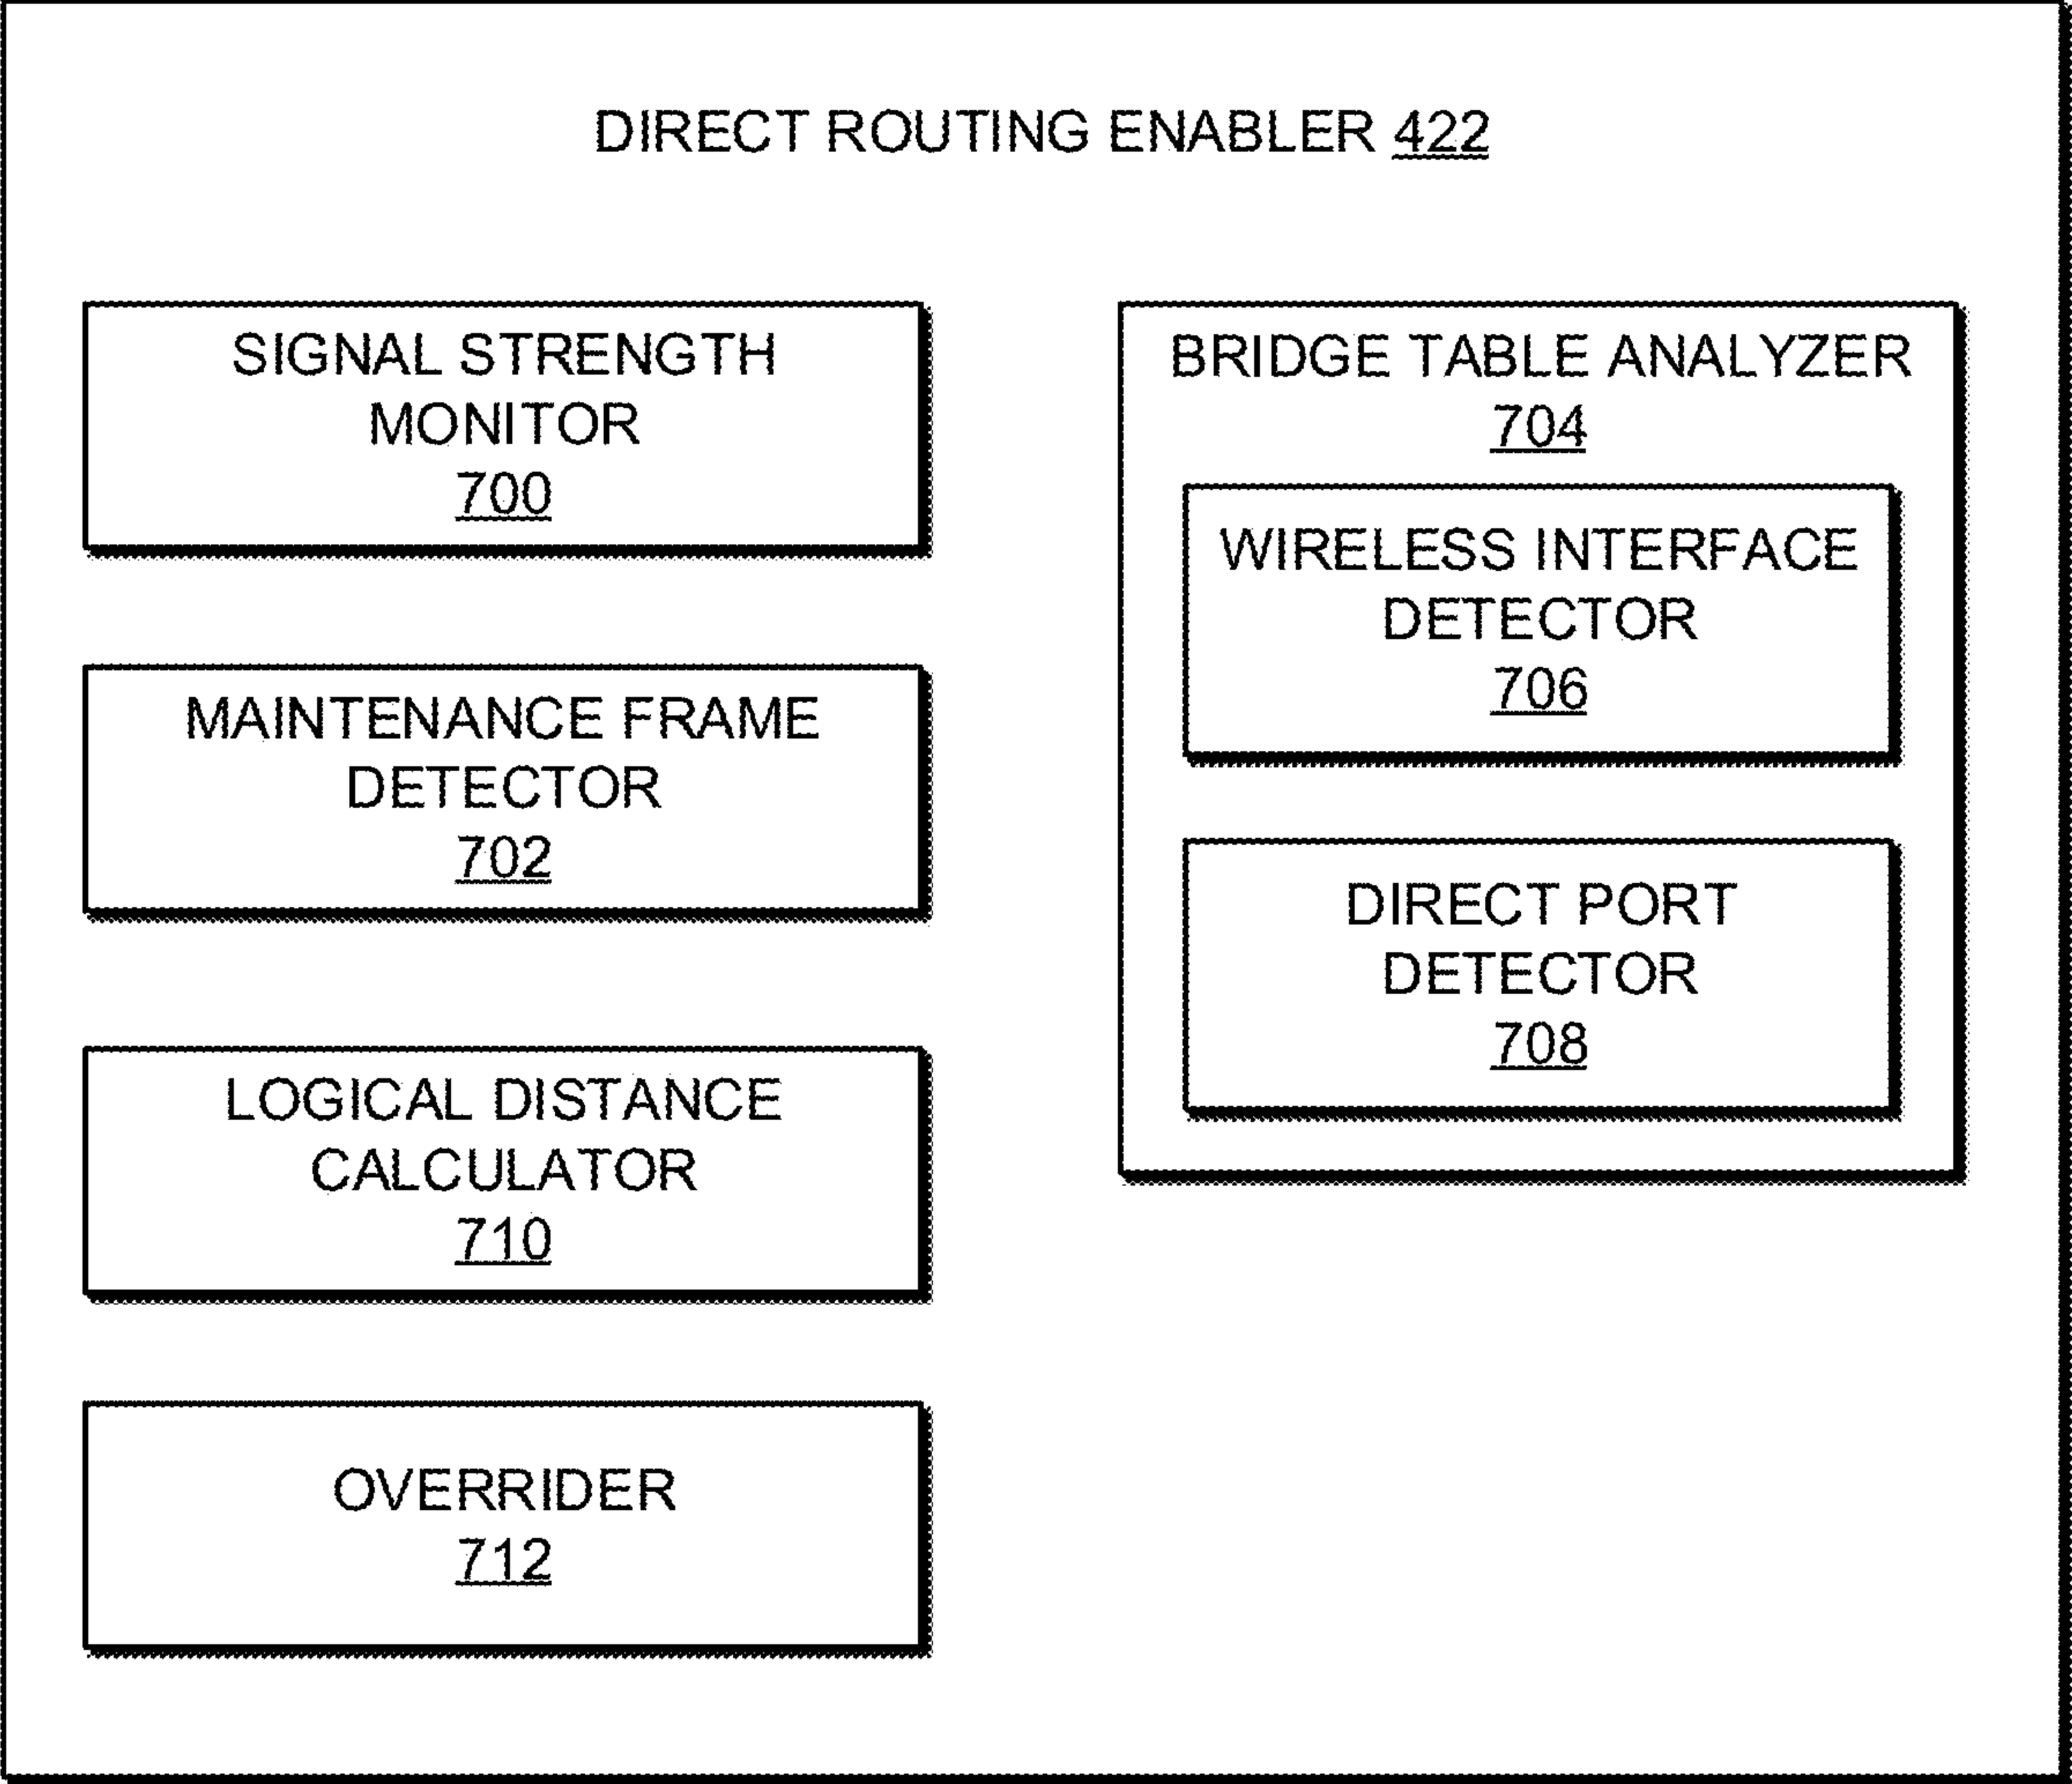 DIRECT ROUTING ENABLER 422
SIGNAL STRENGTH
MONITOR
700
MAINTENANCE FRAME
DETECTOR
702
LOGICAL DISTANCE
CALCULATOR
710
OVERRIDER
712
BRIDGE TABLE ANALYZER
704
WIRELESS INTERFACE
DETECTOR
706
DIRECT PORT
DETECTOR
708